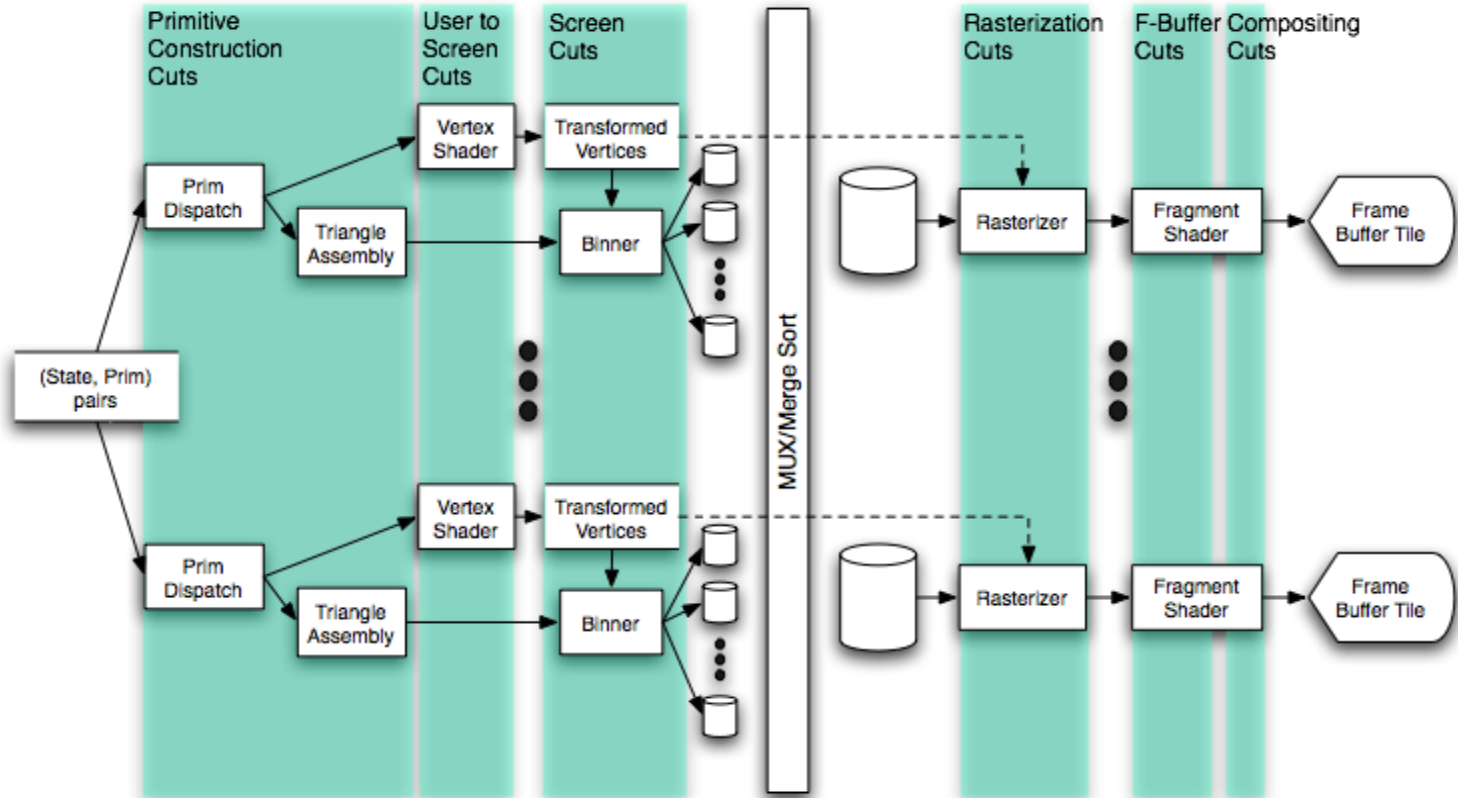 Primitive
Construction
Cuts
User to
Screen
Cuts
Screen
Cuts
Rasterization
Cuts
F-Buffer
Cuts
Compositing
Cuts
Vertex
Shader
Transformed
Vertices
Prim
Dispatch
Triangle
Assembly
Binner
Rasterizer
Fragment
Shader
Frame
Buffer Tile
(State, Prim)
pairs
MUX/Merge Sort
Vertex
Shader
Transformed
Vertices
Prim
Dispatch
Triangle
Assembly
Binner
Rasterizer
Fragment
Shader
Frame
Buffer Tile